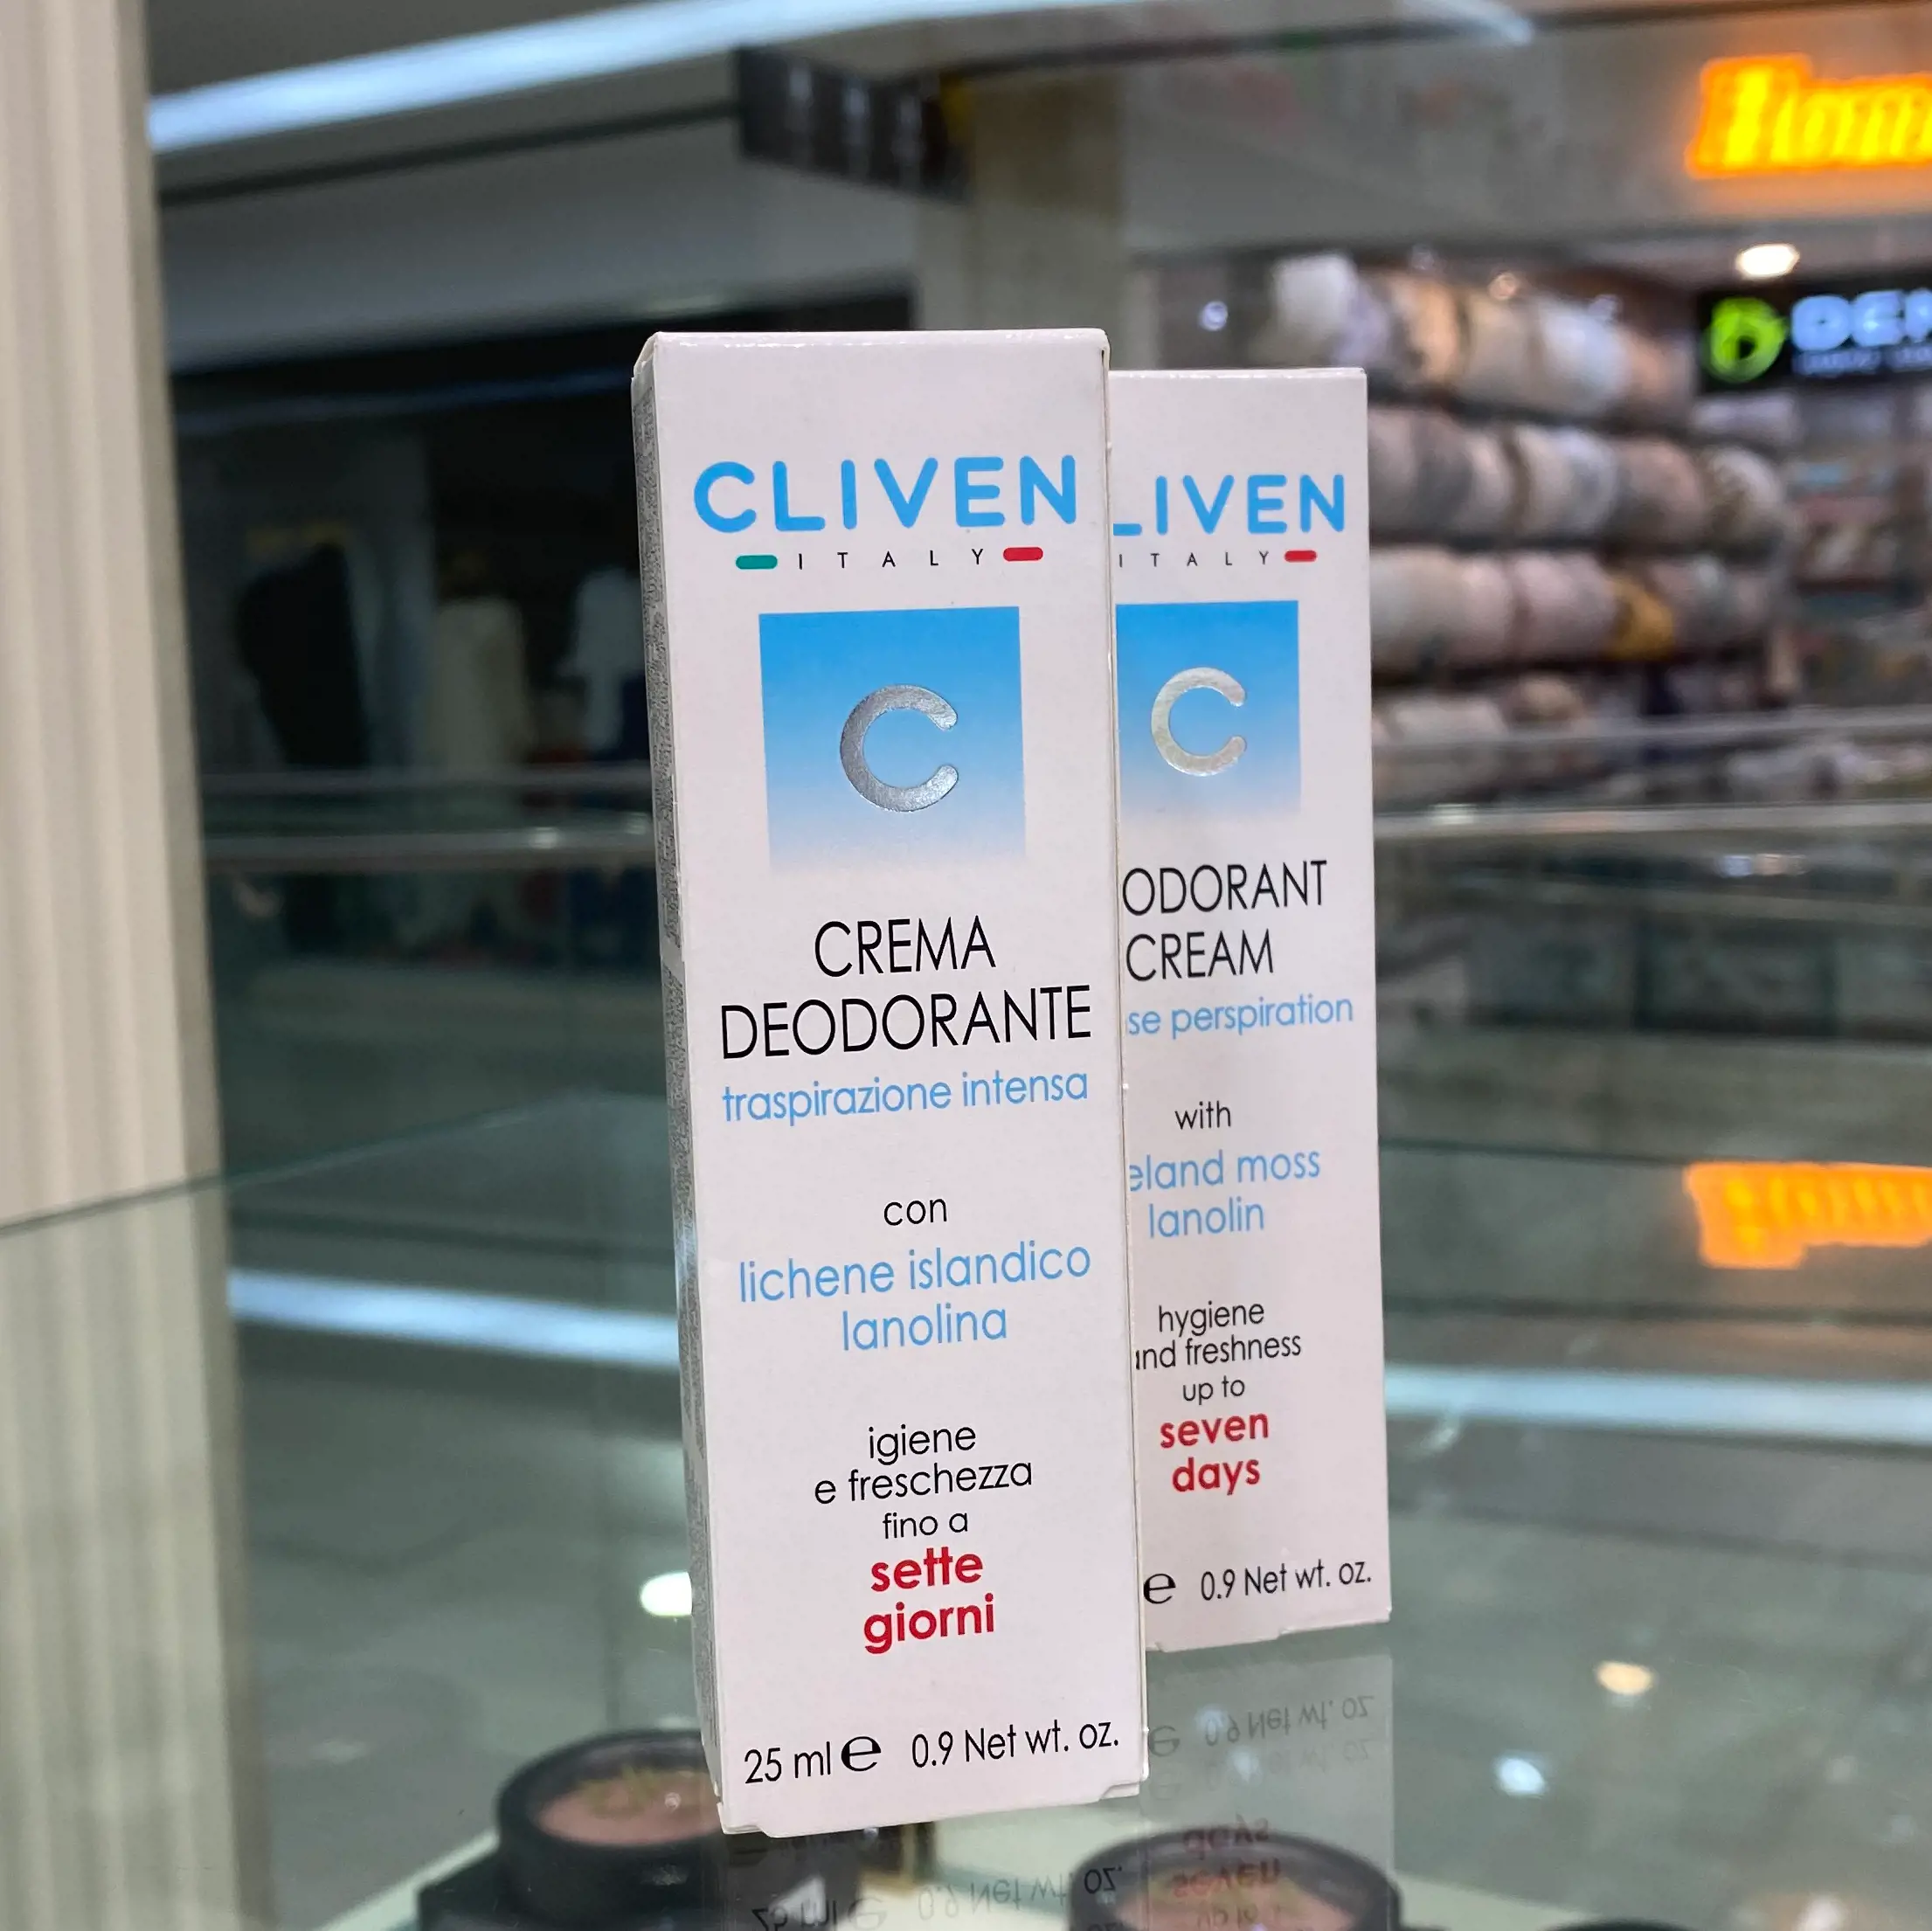 CLIVEN
ITALY
C
CREMA
DEODORANTE
traspirazione intensa
con
lichene islandico
lanolina
igiene
e freschezza
fino a
sette
giorni
25 ml e 0.9 Net wt. oz.
LIVEN
ITALY
C
ODORANT
CREAM
se perspiration
with
eland moss
lanolin
hygiene
and freshness
up to
seven
days
e 0.9 Net wt. oz.